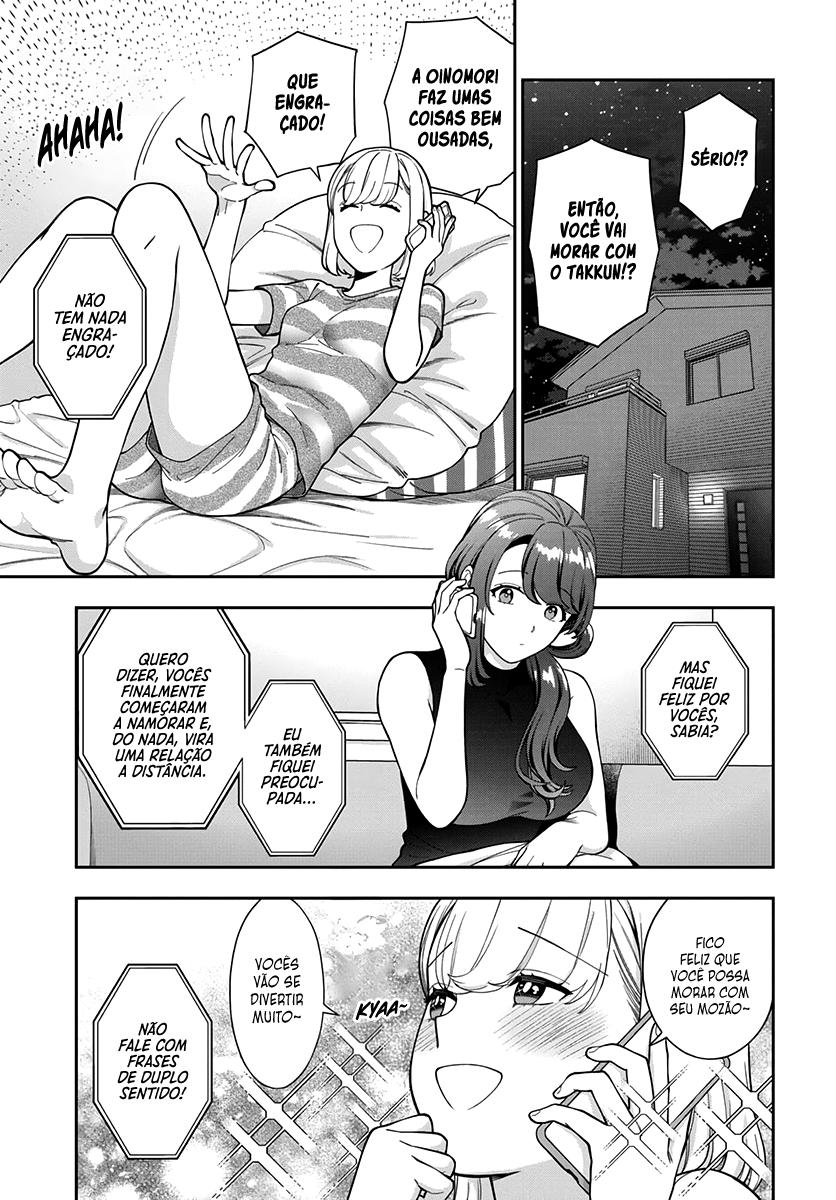 SÉRIO!?
ENTÃO,
VOCÊ VAI
MORAR COM
O TAKKUN!?
A OINOMORI
FAZ UMAS
COISAS BEM
OUSADAS,
QUE
ENGRA-
ÇADO!
AHAHA!
NÃO
TEM NADA
ENGRA-
ÇADO!
MAS
FIQUEI
FELIZ POR
VOCÊS,
SABIA?
EU
TAMBÉM
FIQUEI
PREOCU-
PADA...
QUERO
DIZER, VOCÊS
FINALMENTE
COMEÇARAM
A NAMORAR E,
DO NADA, VIRA
UMA RELAÇÃO
A DISTÂNCIA.
FICO
FELIZ QUE
VOCÊ POSSA
MORAR COM
SEU MOZÃO~
VOCÊS
VÃO SE
DIVERTIR
MUITO~
KYAA~
NÃO
FALE COM
FRASES
DE DUPLO
SENTIDO!